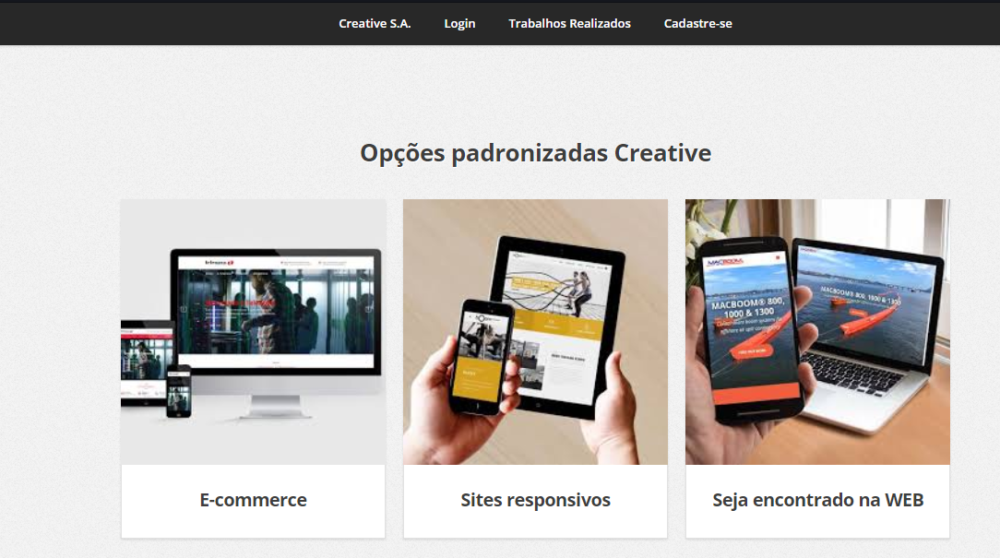 Creative S.A. Login Trabalhos Realizados Cadastre-se
Opções padronizadas Creative
MACBOOM
MACBOOM® 800,
1000 & 1300
MACBOOM® 800, 1000 & 1300
E-commerce
Sites responsivos
Seja encontrado na WEB